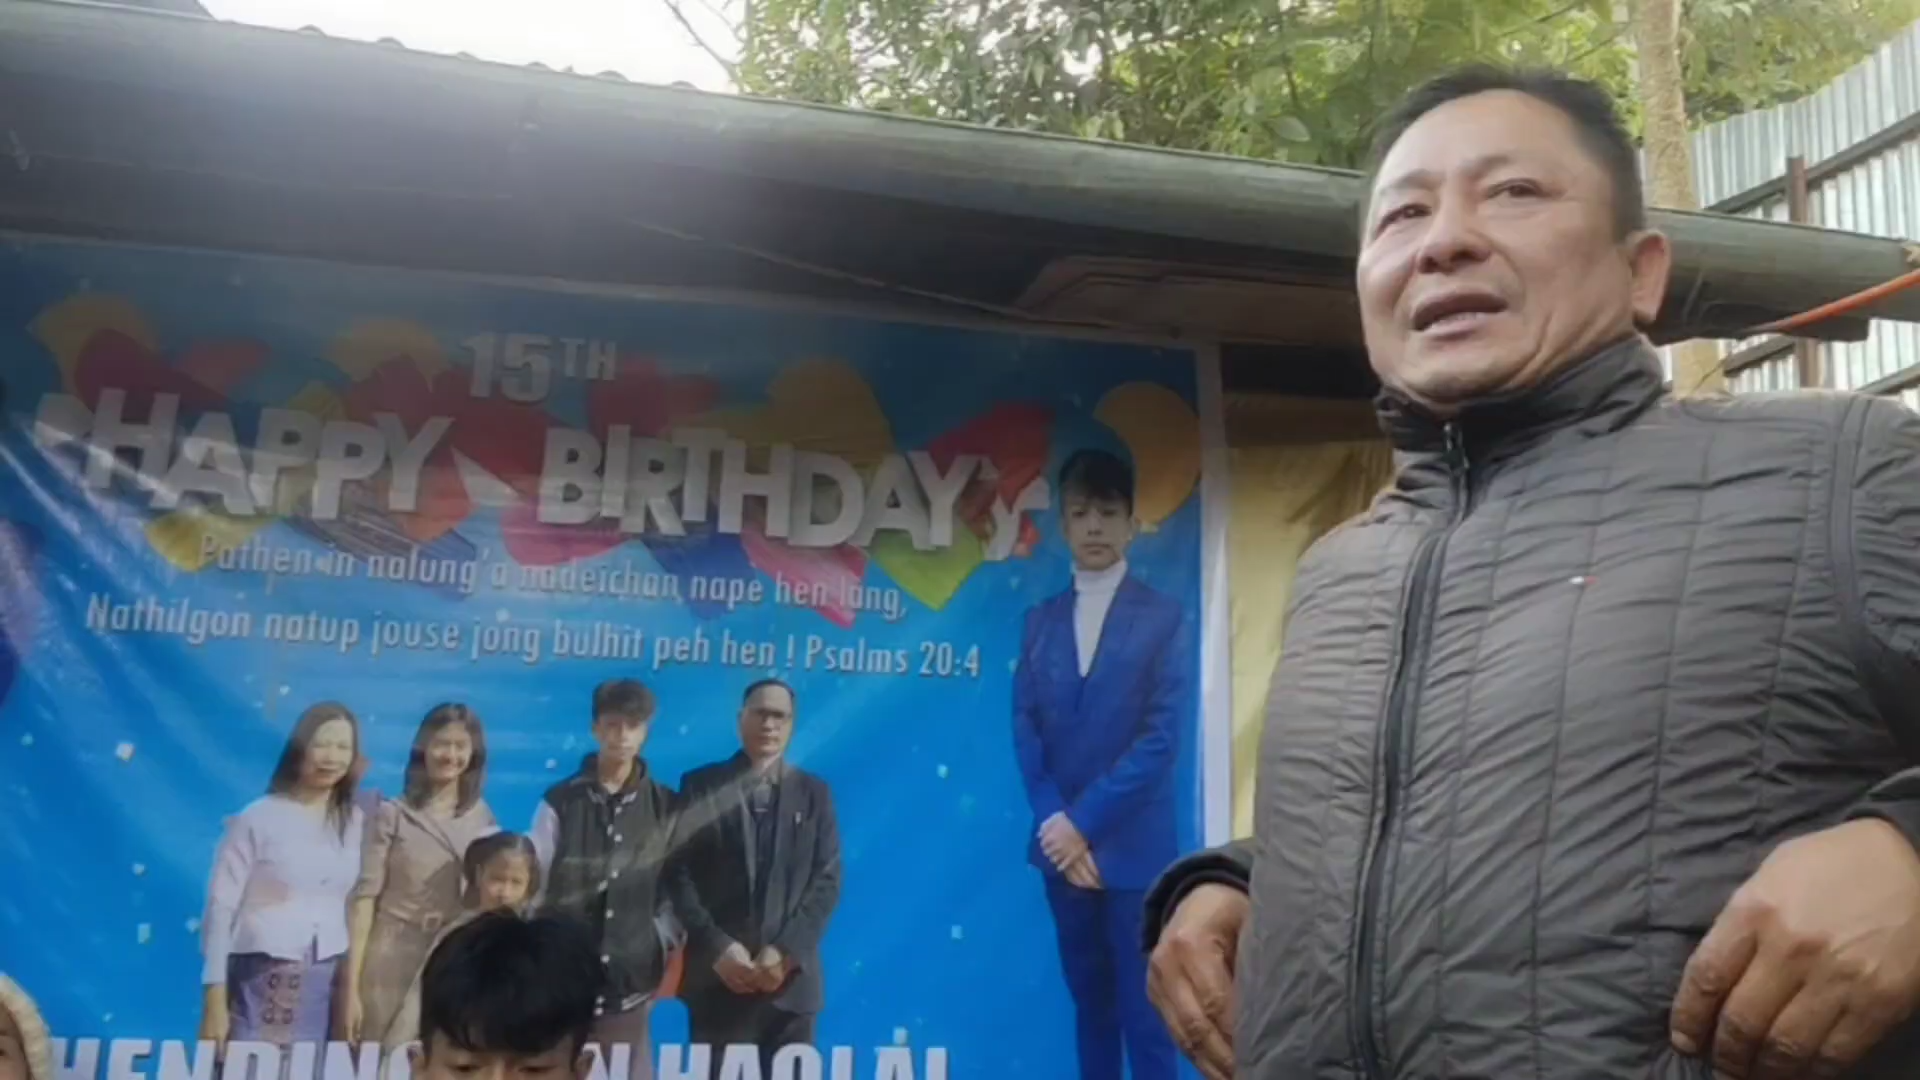 15TH
HAPPY BIRTHDAY
Pathen in nalung'a nadeichan nape hen lang,
Nathilgon natup jouse jong bulhit peh hen ! Psalms 20:4
HAOLAI